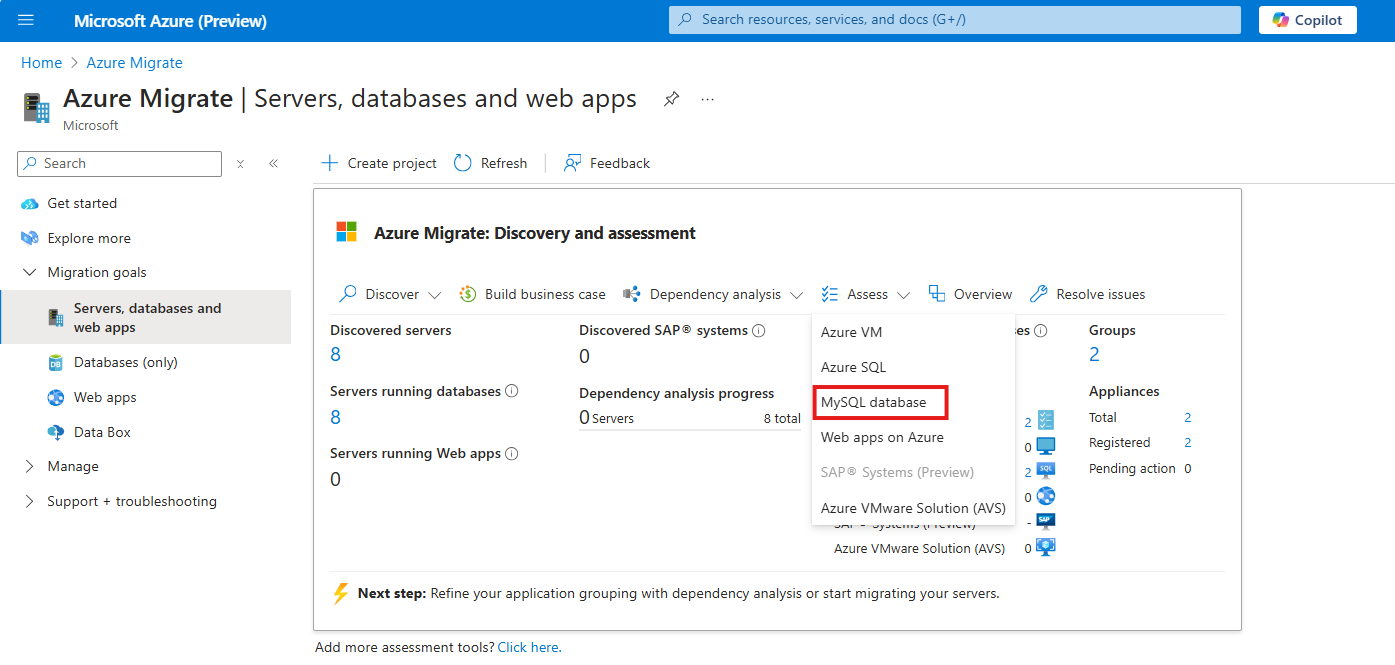 Microsoft Azure (Preview)
Search resources, services, and docs (G+/)
Copilot
Home > Azure Migrate
Azure Migrate | Servers, databases and web apps
Microsoft
Search
Create project
Refresh
Feedback
Get started
Explore more
Migration goals
Servers, databases and
web apps
Databases (only)
Web apps
Data Box
Manage
Support + troubleshooting
Azure Migrate: Discovery and assessment
Discover
Build business case
Dependency analysis
Assess
Overview
Resolve issues
Discovered servers
8
Servers running databases
8
Servers running Web apps
0
Discovered SAP® systems
0
Dependency analysis progress
0 Servers
8 total
Azure VM
Azure SQL
MySQL database
Web apps on Azure
SAP® Systems (Preview)
Azure VMware Solution (AVS)
SAP® Systems (Preview)
Azure VMware Solution (AVS)
2
0
2
0
-
0
Groups
2
Appliances
Total 2
Registered 2
Pending action 0
Next step: Refine your application grouping with dependency analysis or start migrating your servers.
Add more assessment tools? Click here.